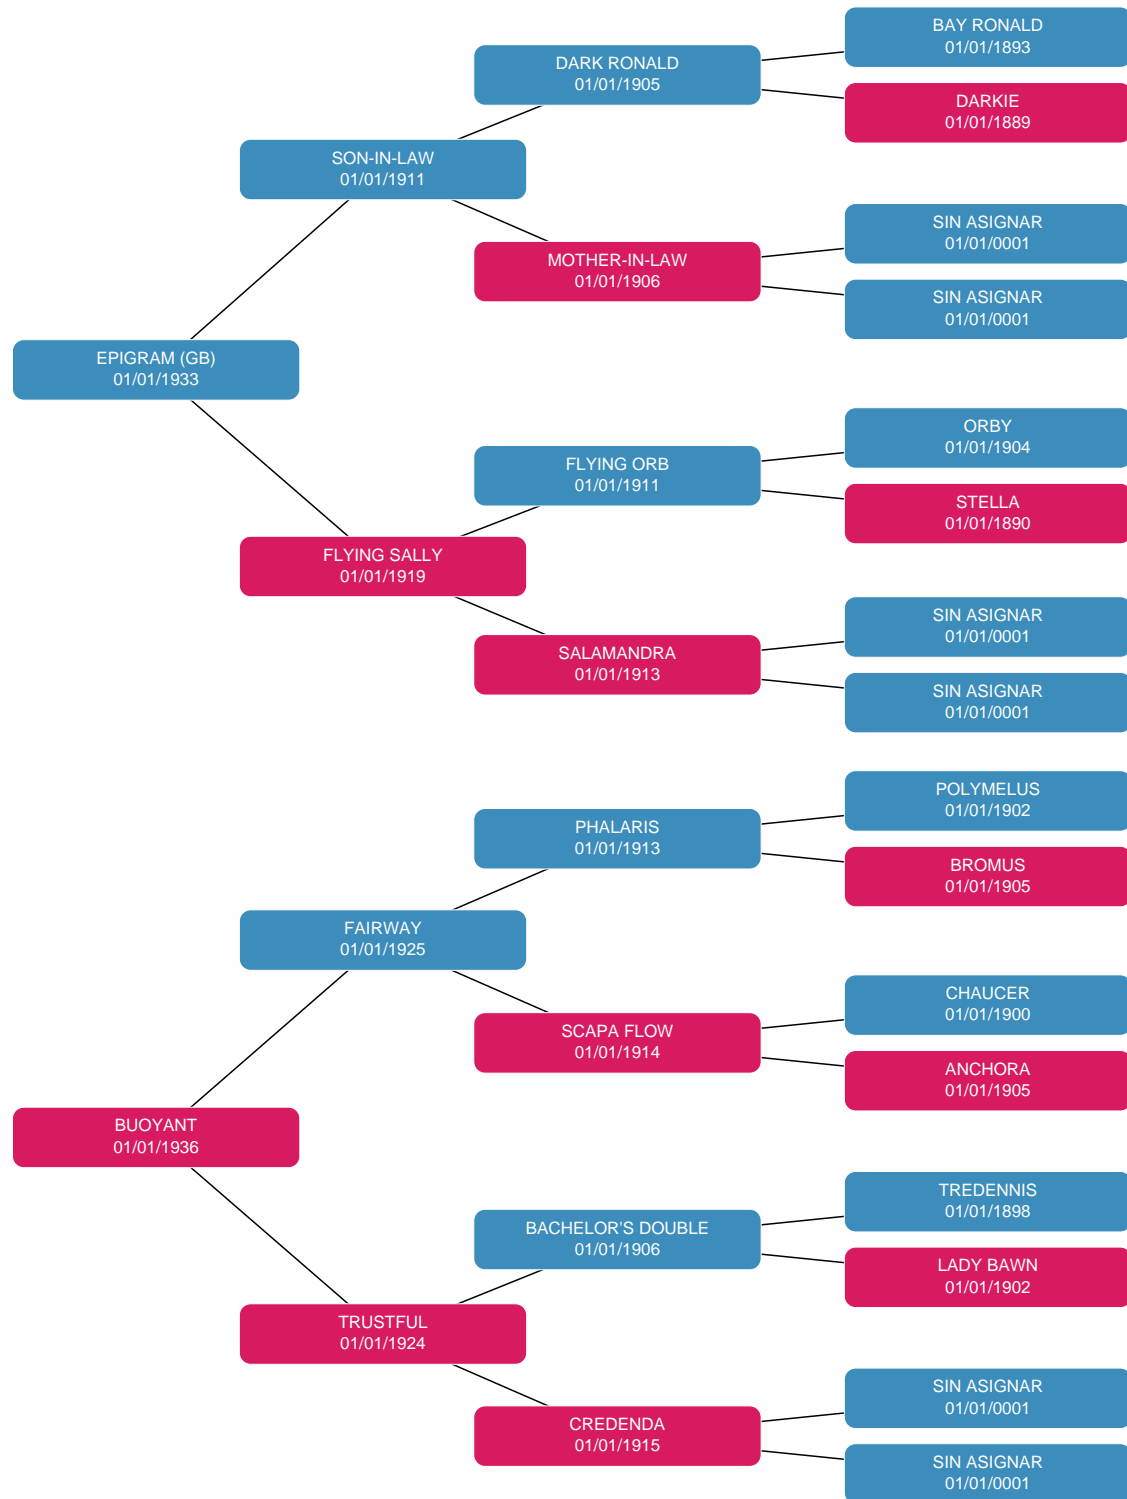 BAY RONALD
01/01/1893
DARK RONALD
01/01/1905
DARKIE
01/01/1889
SON-IN-LAW
01/01/1911
SIN ASIGNAR
01/01/0001
MOTHER-IN-LAW
01/01/1906
SIN ASIGNAR
01/01/0001
EPIGRAM (GB)
01/01/1933
ORBY
01/01/1904
FLYING ORB
01/01/1911
STELLA
01/01/1890
FLYING SALLY
01/01/1919
SIN ASIGNAR
01/01/0001
SALAMANDRA
01/01/1913
SIN ASIGNAR
01/01/0001
POLYMELUS
01/01/1902
PHALARIS
01/01/1913
BROMUS
01/01/1905
FAIRWAY
01/01/1925
CHAUCER
01/01/1900
SCAPA FLOW
01/01/1914
ANCHORA
01/01/1905
BUOYANT
01/01/1936
TREDENNIS
01/01/1898
BACHELOR'S DOUBLE
01/01/1906
LADY BAWN
01/01/1902
TRUSTFUL
01/01/1924
SIN ASIGNAR
01/01/0001
CREDENDA
01/01/1915
SIN ASIGNAR
01/01/0001